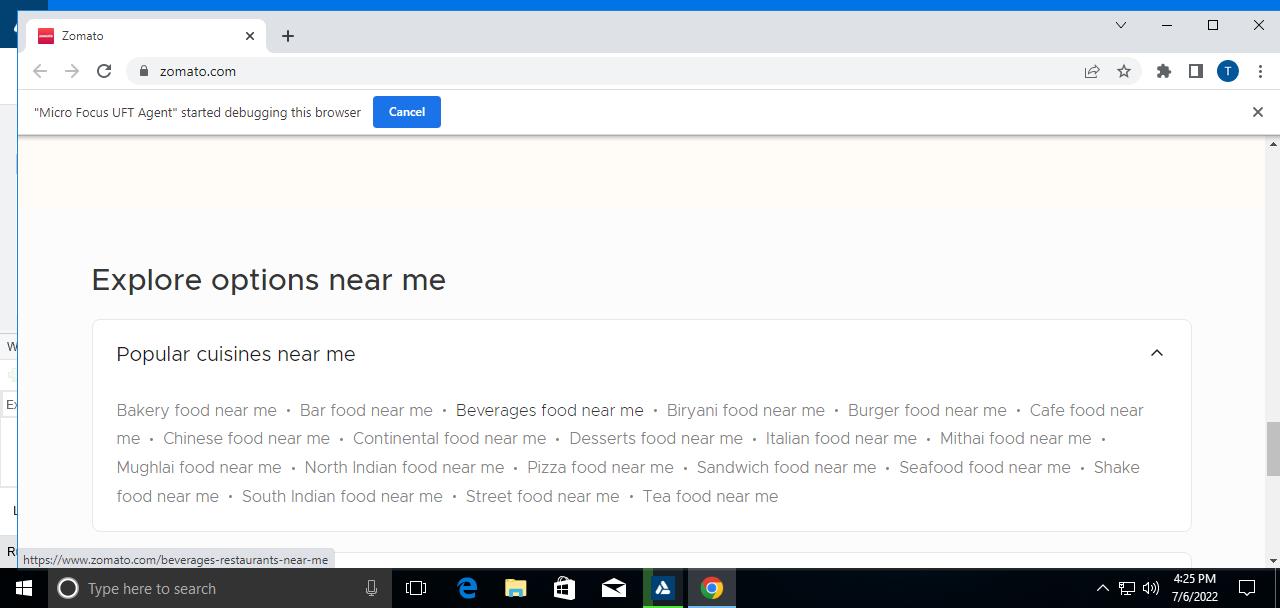 Zomato
zomato.com
T
"Micro Focus UFT Agent" started debugging this browser
Cancel
Explore options near me
Popular cuisines near me
Bakery food near me • Bar food near me • Beverages food near me • Biryani food near me • Burger food near me • Cafe food near
me • Chinese food near me • Continental food near me • Desserts food near me • Italian food near me • Mithai food near me •
Mughlai food near me • North Indian food near me • Pizza food near me • Sandwich food near me • Seafood food near me • Shake
food near me • South Indian food near me • Street food near me • Tea food near me
https://www.zomato.com/beverages-restaurants-near-me
Type here to search
4:25 PM
7/6/2022